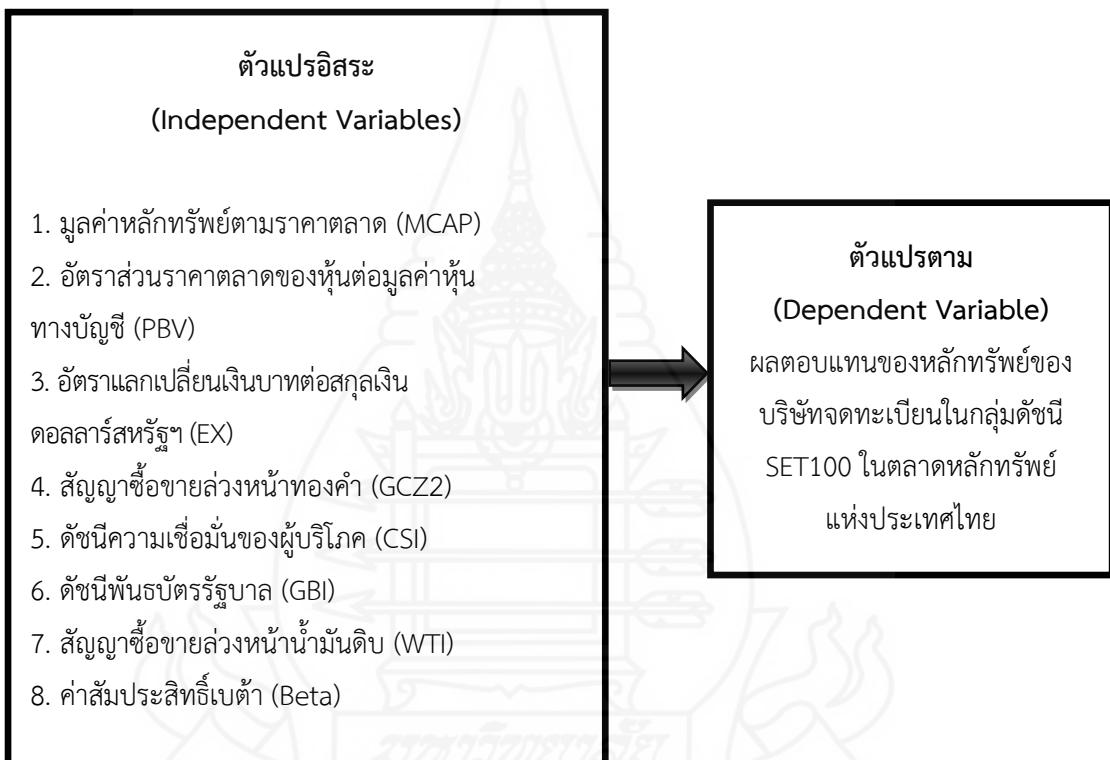 ตัวแปรอิสระ
(Independent Variables)
1. มูลค่าหลักทรัพย์ตามราคาตลาด (MCAP)
2. อัตราส่วนราคาตลาดของหุ้นต่อมูลค่าหุ้น
ทางบัญชี (PBV)
3. อัตราแลกเปลี่ยนเงินบาทต่อสกุลเงิน
ดอลลาร์สหรัฐฯ (EX)
4. สัญญาซื้อขายล่วงหน้าทองคำ (GCZ2)
5. ดัชนีความเชื่อมั่นของผู้บริโภค (CSI)
6. ดัชนีพันธบัตรรัฐบาล (GBI)
7. สัญญาซื้อขายล่วงหน้าน้ำมันดิบ (WTI)
8. ค่าสัมประสิทธิ์เบต้า (Beta)
ตัวแปรตาม
(Dependent Variable)
ผลตอบแทนของหลักทรัพย์ของ
บริษัทจดทะเบียนในกลุ่มดัชนี
SET100 ในตลาดหลักทรัพย์
แห่งประเทศไทย